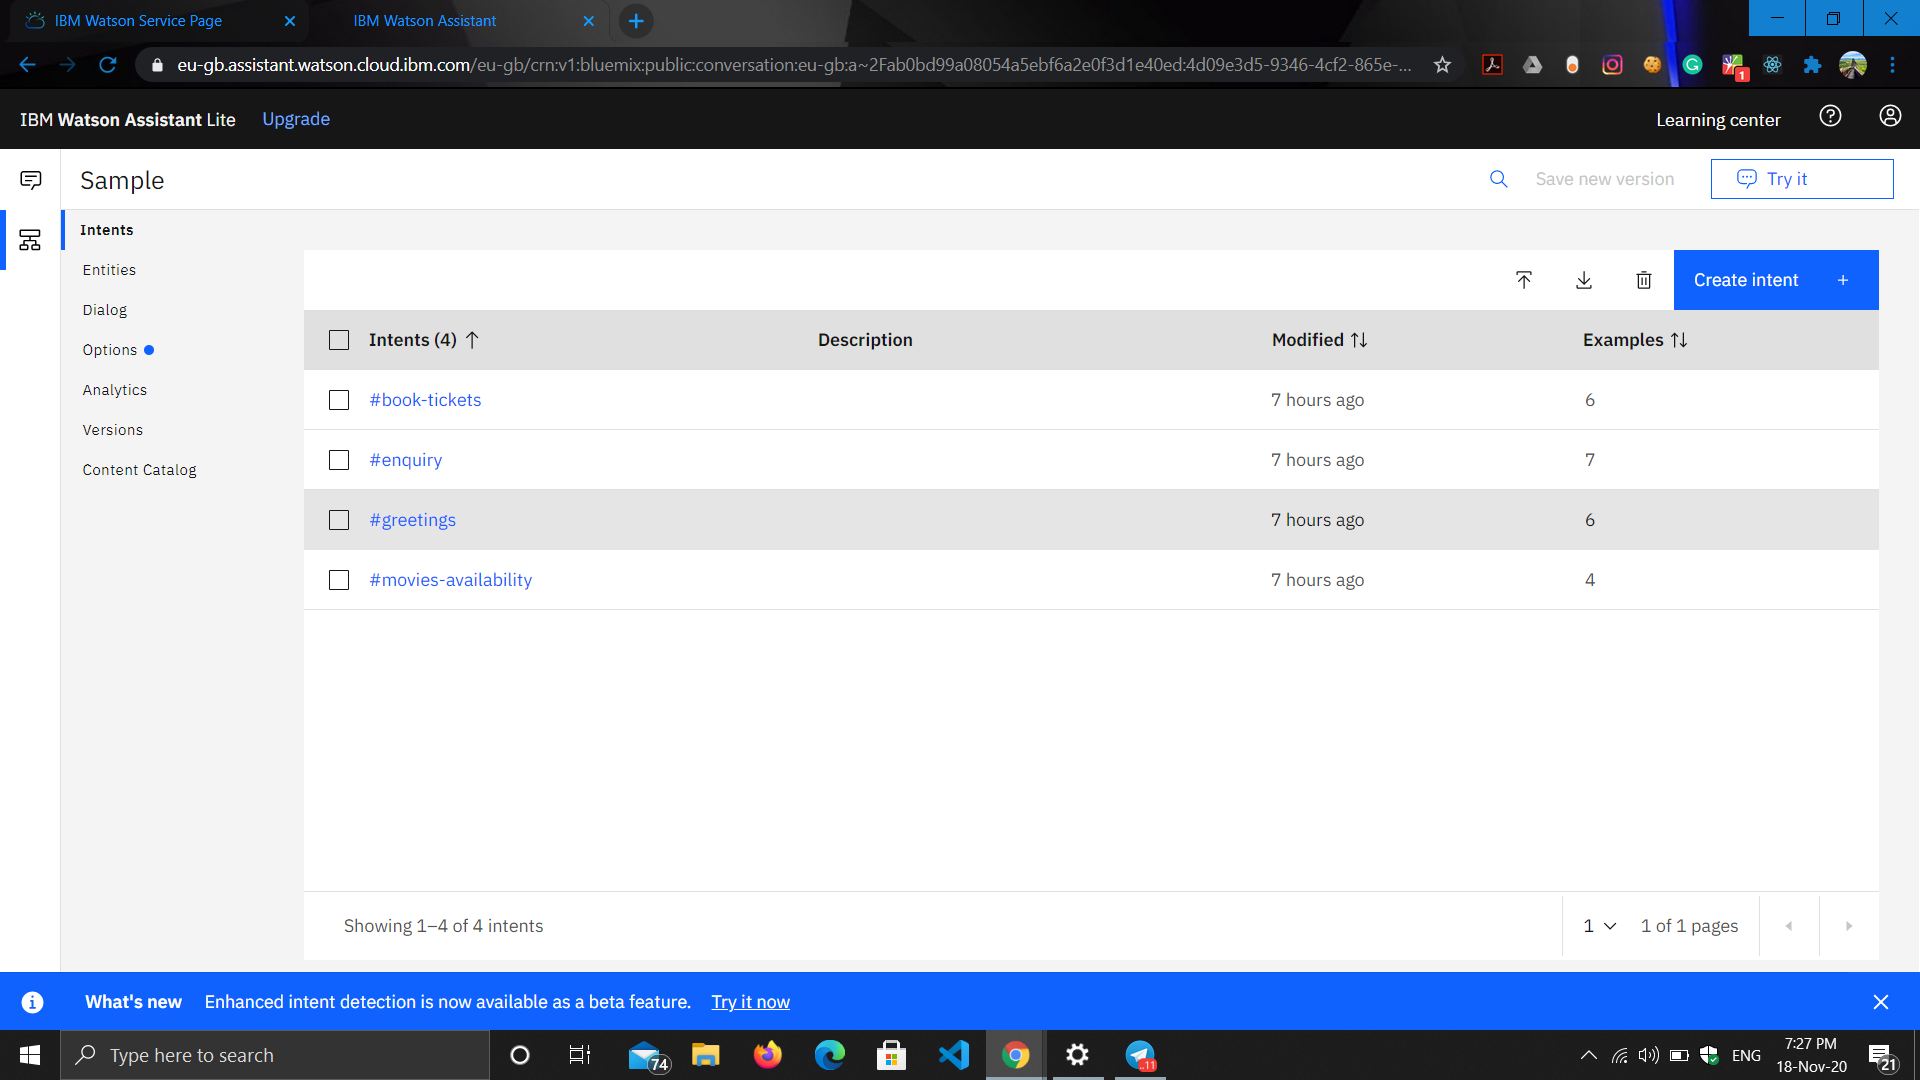 IBM Watson Service Page
IBM Watson Assistant
eu-gb.assistant.watson.cloud.ibm.com/eu-gb/crn:v1:bluemix:public:conversation:eu-gb:a~2Fab0bd99a08054a5ebf6a2e0f3d1e40ed:4d09e3d5-9346-4cf2-865e-...
1
IBM Watson Assistant Lite Upgrade Learning center
Sample
Save new version
Try it
Intents
Entities
Dialog
Options
Analytics
Versions
Content Catalog
Create intent +
Intents (4) Description Modified Examples
#book-tickets 7 hours ago 6
#enquiry 7 hours ago 7
#greetings 7 hours ago 6
#movies-availability 7 hours ago 4
Showing 1–4 of 4 intents 1 1 of 1 pages
What's new Enhanced intent detection is now available as a beta feature. Try it now
Type here to search
74
..11
ENG
7:27 PM
18-Nov-20
21